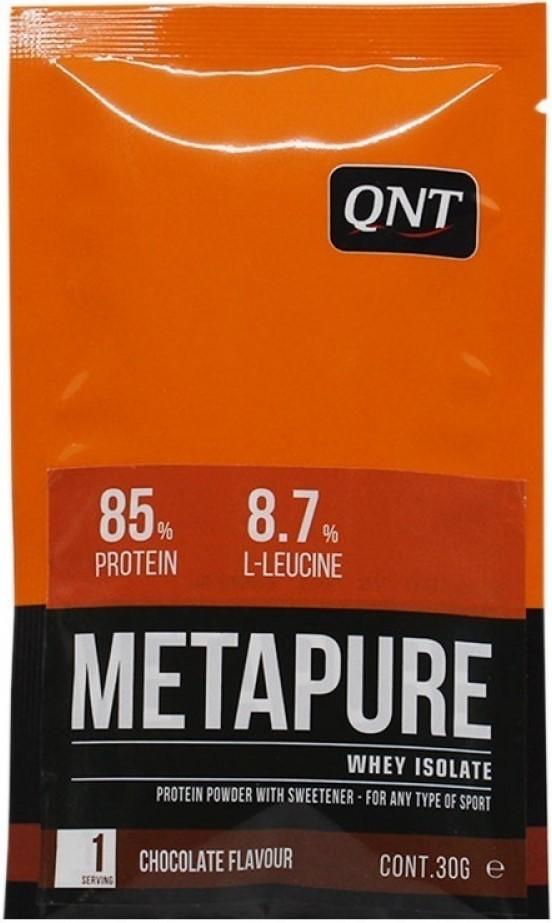 QNT
85% 8.7%
PROTEIN L-LEUCINE
METAPURE
WHEY ISOLATE
PROTEIN POWDER WITH SWEETENER - FOR ANY TYPE OF SPORT
1
SERVING
CHOCOLATE FLAVOUR CONT.30G ℮